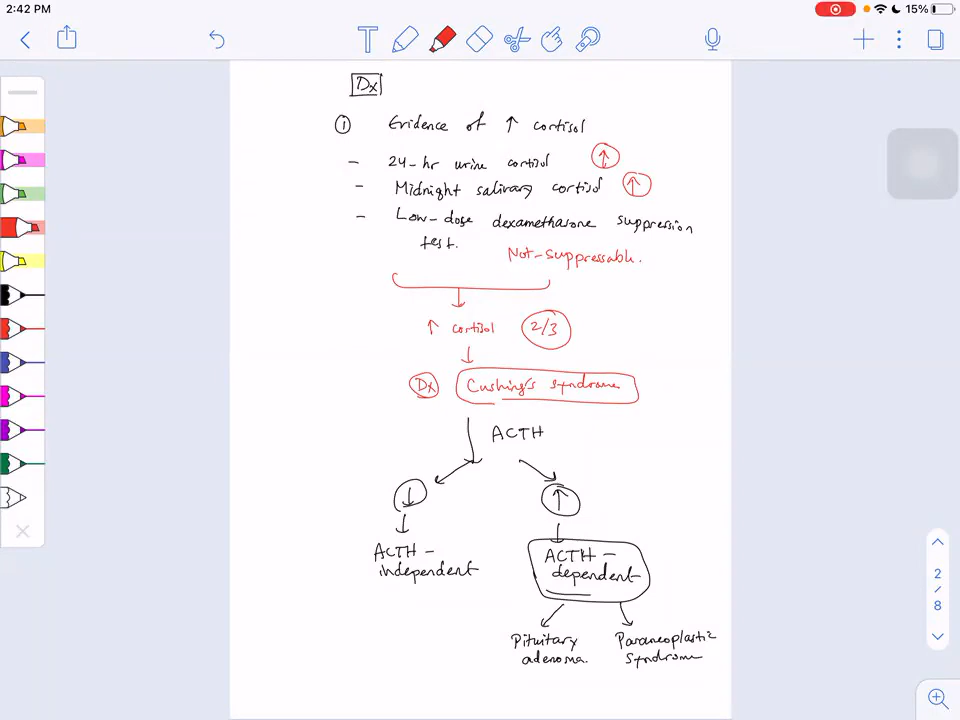 2:42 PM
15%
T
Dx
① Evidence of ↑ cortisol
- 24-hr urine cortisol ↑
- Midnight salivary cortisol ↑
- Low-dose dexamethasone suppression
test.
Not-suppressable.
↑ cortisol 2/3
Dx Cushing's syndrome
ACTH
↓ ↑
ACTH -
independent
ACTH -
dependent
Pituitary
adenoma.
Paraneoplastic
syndrome
2
/
8